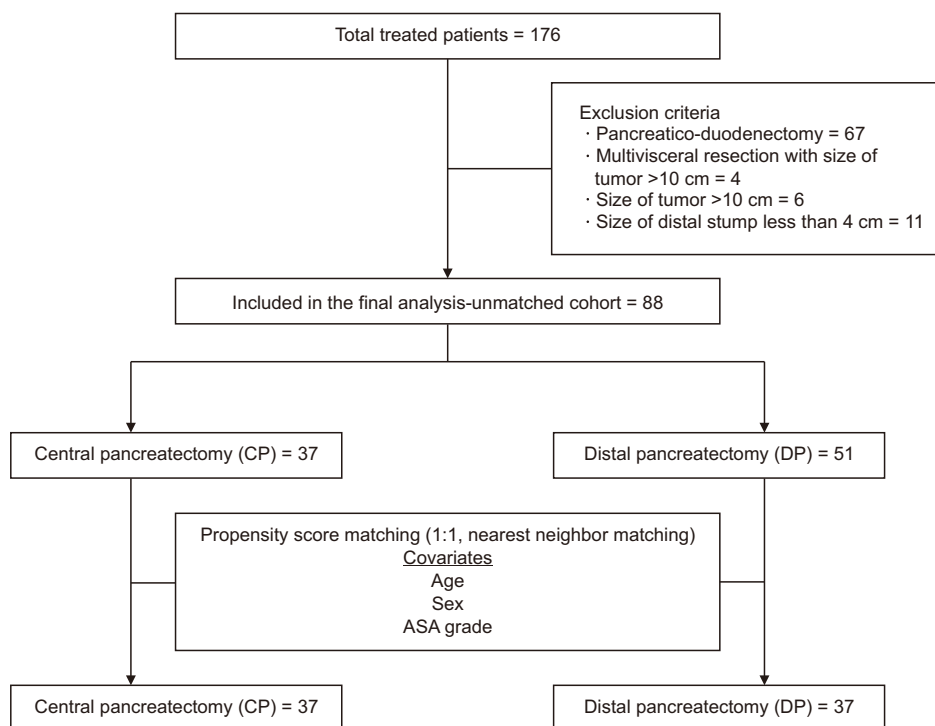 Total treated patients = 176
Exclusion criteria
· Pancreatico-duodenectomy = 67
· Multivisceral resection with size of
tumor >10 cm = 4
· Size of tumor >10 cm = 6
· Size of distal stump less than 4 cm = 11
Included in the final analysis-unmatched cohort = 88
Central pancreatectomy (CP) = 37
Distal pancreatectomy (DP) = 51
Propensity score matching (1:1, nearest neighbor matching)
Covariates
Age
Sex
ASA grade
Central pancreatectomy (CP) = 37
Distal pancreatectomy (DP) = 37